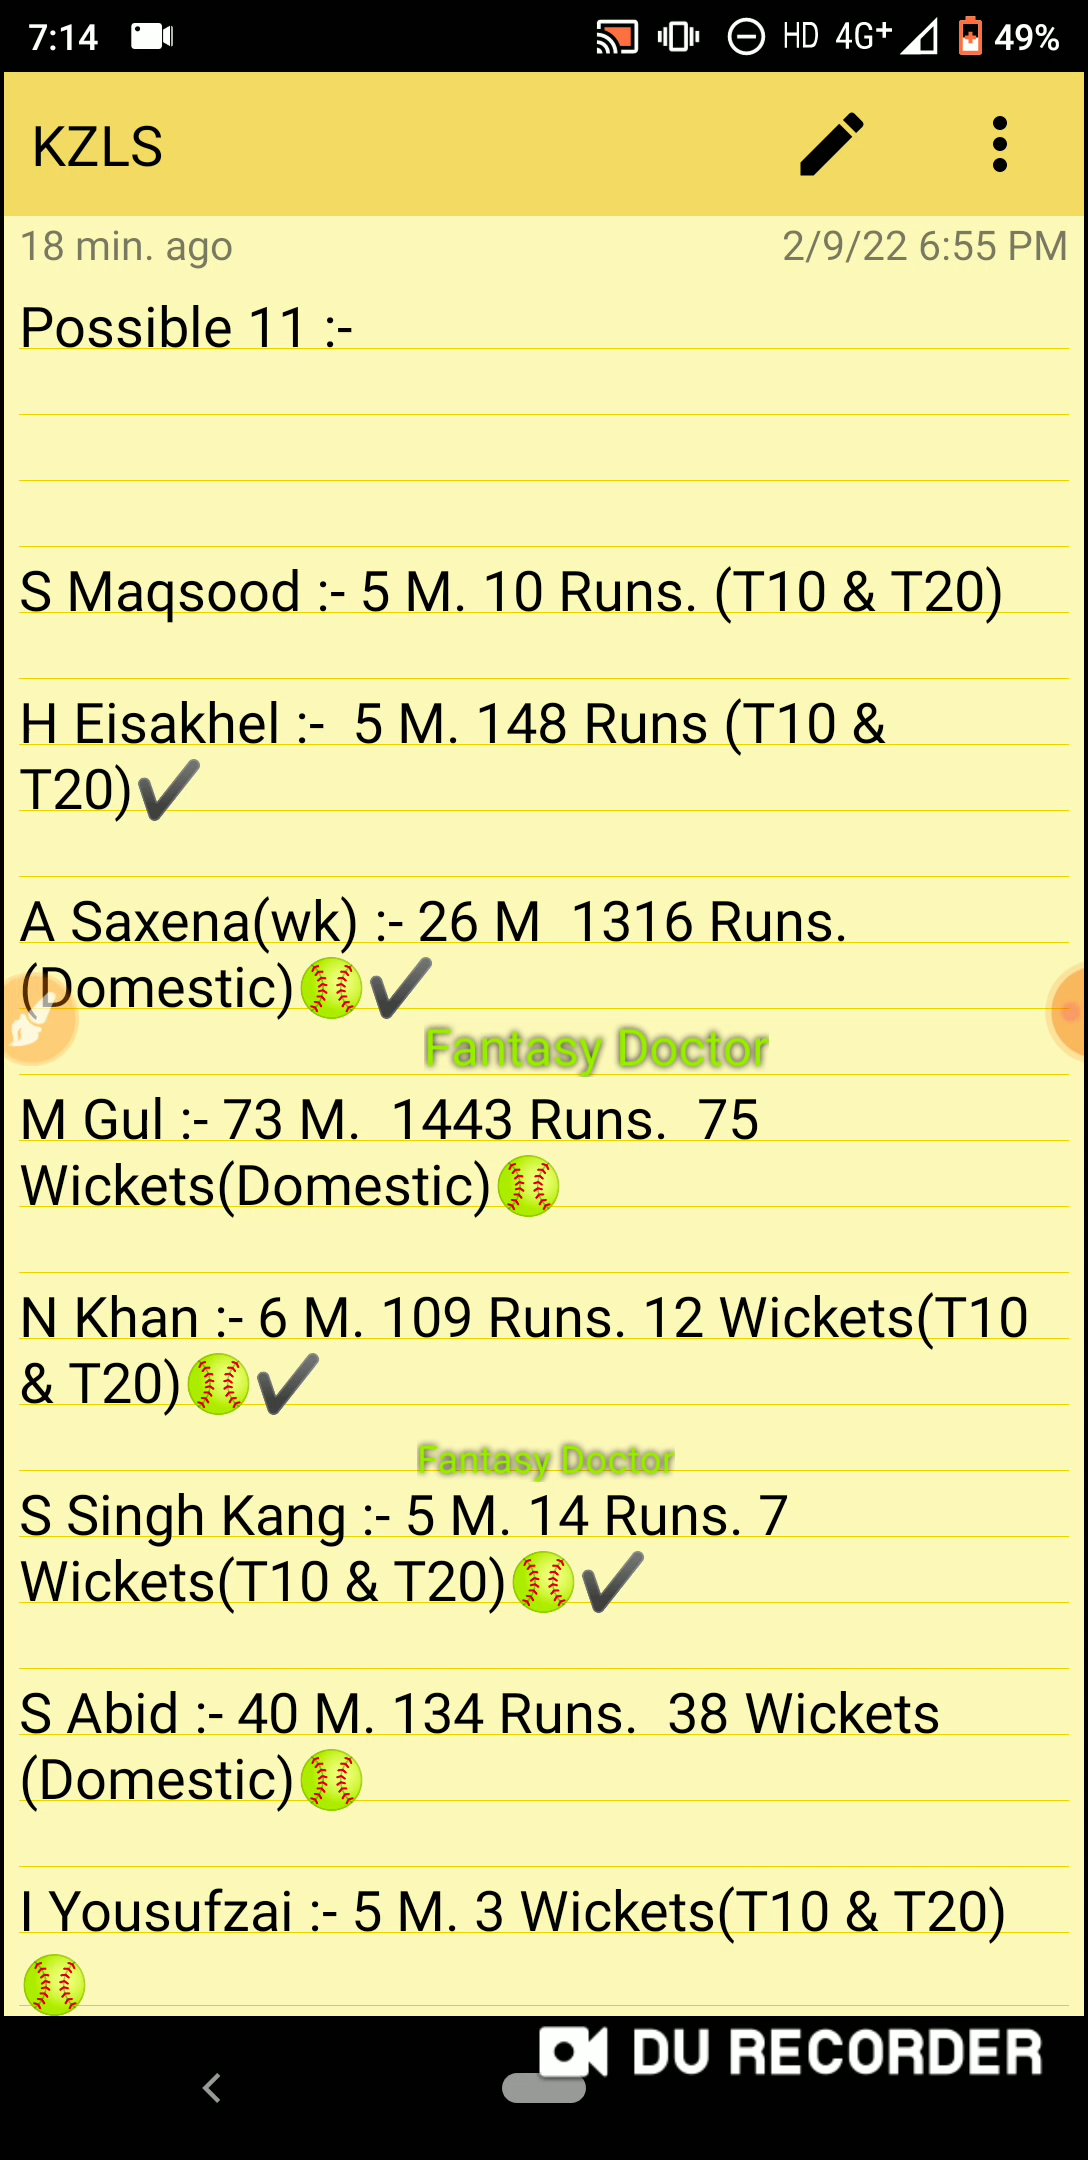 7:14 HD 4G+ 49%
KZLS
18 min. ago 2/9/22 6:55 PM
Possible 11 :-
S Maqsood :- 5 M. 10 Runs. (T10 & T20)
H Eisakhel :-  5 M. 148 Runs (T10 &
T20)✔
A Saxena(wk) :- 26 M  1316 Runs.
(Domestic)🥎✔
Fantasy Doctor
M Gul :- 73 M.  1443 Runs.  75
Wickets(Domestic)🥎
N Khan :- 6 M. 109 Runs. 12 Wickets(T10
& T20)🥎✔
Fantasy Doctor
S Singh Kang :- 5 M. 14 Runs. 7
Wickets(T10 & T20)🥎✔
S Abid :- 40 M. 134 Runs.  38 Wickets
(Domestic)🥎
I Yousufzai :- 5 M. 3 Wickets(T10 & T20)
🥎
DU RECORDER